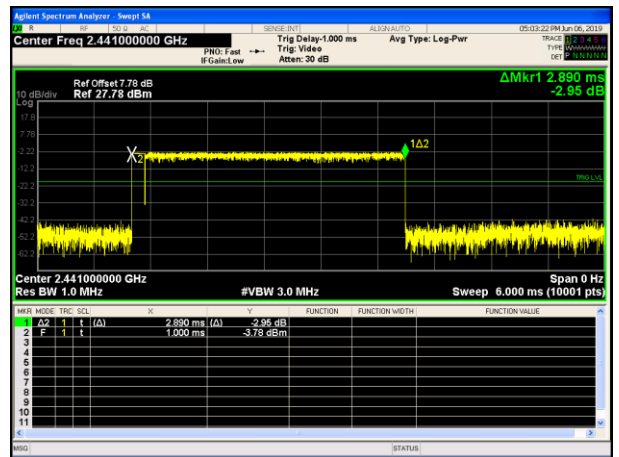 Agilent Spectrum Analyzer - Swept SA
R RF 50 Ω AC SENSE:INT ALIGN AUTO 05:03:22 PM Jun 06, 2019
Center Freq 2.441000000 GHz
PNO: Fast
IFGain:Low
Trig Delay-1.000 ms
Trig: Video
Atten: 30 dB
Avg Type: Log-Pwr
TRACE 1 2 3 4 5 6
TYPE
DET P N N N N N
Ref Offset 7.78 dB
10 dB/div Ref 27.78 dBm
Log
ΔMkr1 2.890 ms
-2.95 dB
17.8
7.78
-2.22
-12.2
-22.2
-32.2
-42.2
-52.2
-62.2
X2
1Δ2
TRIG LVL
Center 2.441000000 GHz Span 0 Hz
Res BW 1.0 MHz #VBW 3.0 MHz Sweep 6.000 ms (10001 pts)
MKR MODE TRC SCL X Y FUNCTION FUNCTION WIDTH FUNCTION VALUE
1 Δ2 1 t (Δ) 2.890 ms (Δ) -2.95 dB
2 F 1 t 1.000 ms -3.78 dBm
3
4
5
6
7
8
9
10
11
MSG STATUS